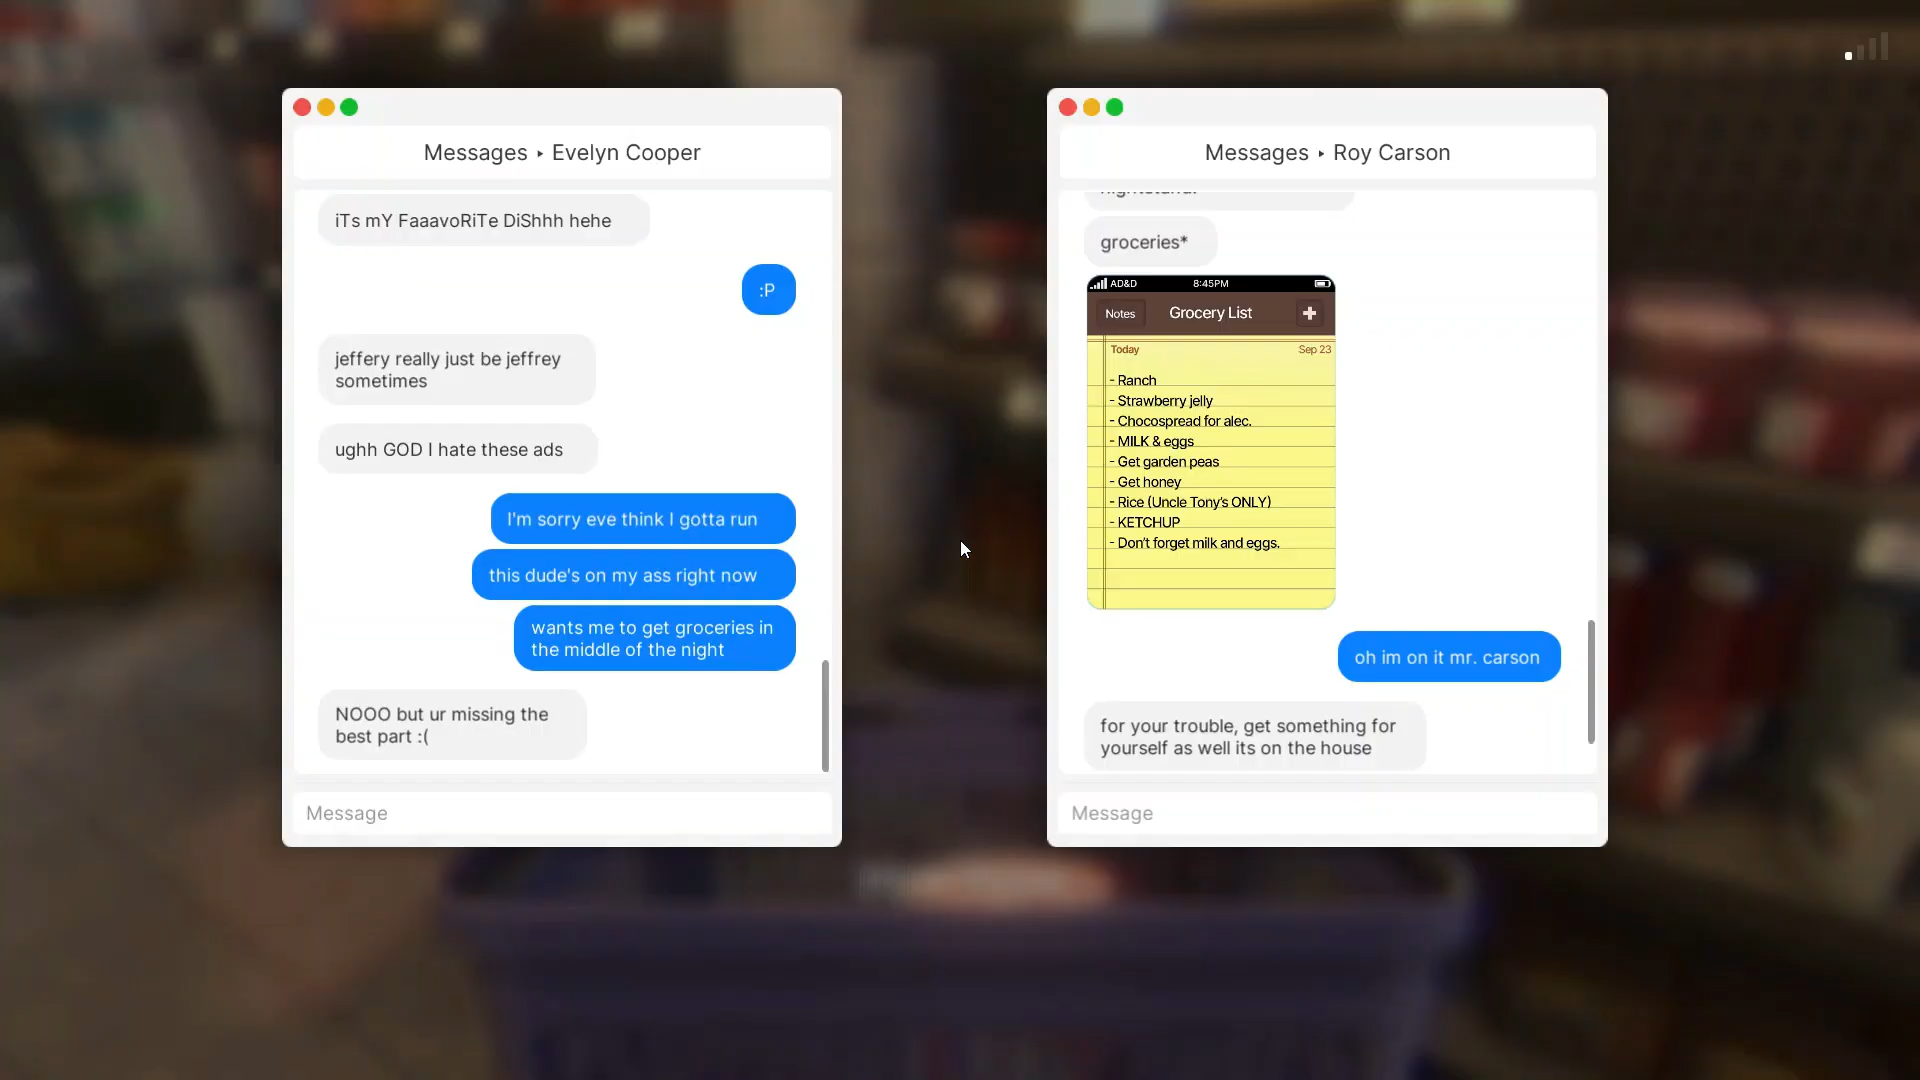 Messages ‣ Evelyn Cooper
iTs mY FaaavoRiTe DiShhh hehe
:P
jeffery really just be jeffrey
sometimes
ughh GOD I hate these ads
I'm sorry eve think I gotta run
this dude's on my ass right now
wants me to get groceries in
the middle of the night
NOOO but ur missing the
best part :(
Message
Messages ‣ Roy Carson
groceries*
AD&D 8:45PM
Notes Grocery List
Today Sep 23
- Ranch
- Strawberry jelly
- Chocospread for alec.
- MILK & eggs
- Get garden peas
- Get honey
- Rice (Uncle Tony's ONLY)
- KETCHUP
- Don't forget milk and eggs.
oh im on it mr. carson
for your trouble, get something for
yourself as well its on the house
Message